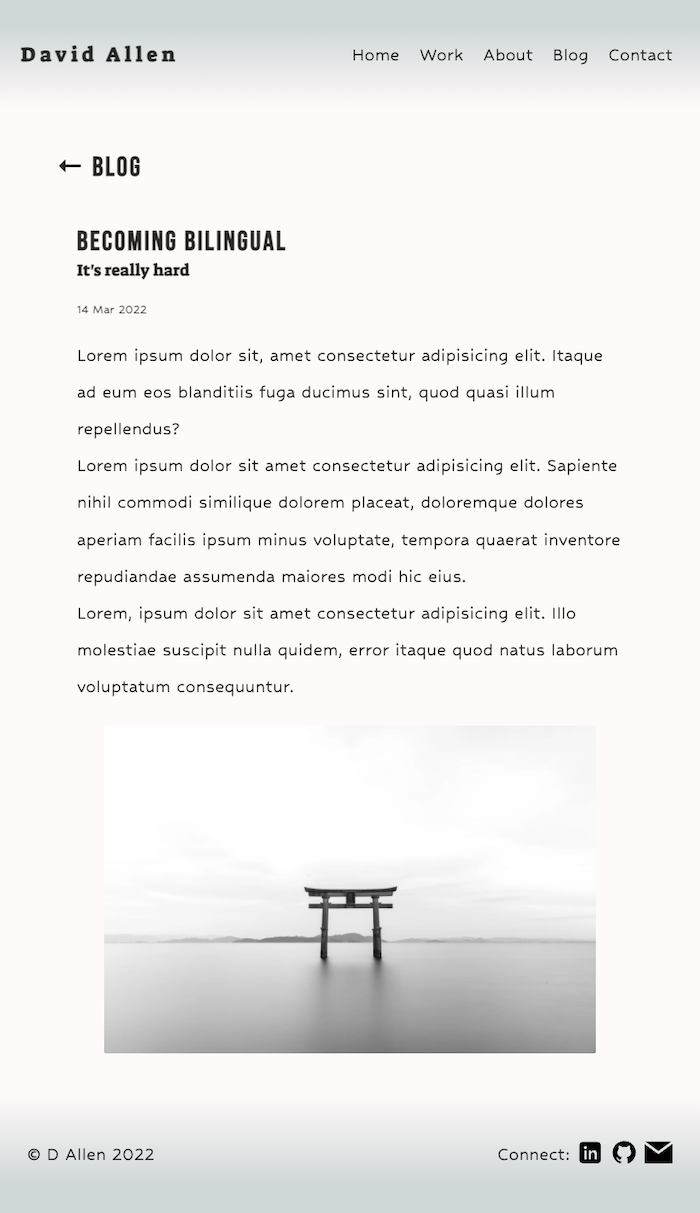 David Allen
Home Work About Blog Contact
← BLOG
BECOMING BILINGUAL
It's really hard
14 Mar 2022
Lorem ipsum dolor sit, amet consectetur adipisicing elit. Itaque
ad eum eos blanditiis fuga ducimus sint, quod quasi illum
repellendus?
Lorem ipsum dolor sit amet consectetur adipisicing elit. Sapiente
nihil commodi similique dolorem placeat, doloremque dolores
aperiam facilis ipsum minus voluptate, tempora quaerat inventore
repudiandae assumenda maiores modi hic eius.
Lorem, ipsum dolor sit amet consectetur adipisicing elit. Illo
molestiae suscipit nulla quidem, error itaque quod natus laborum
voluptatum consequuntur.
© D Allen 2022
Connect: in